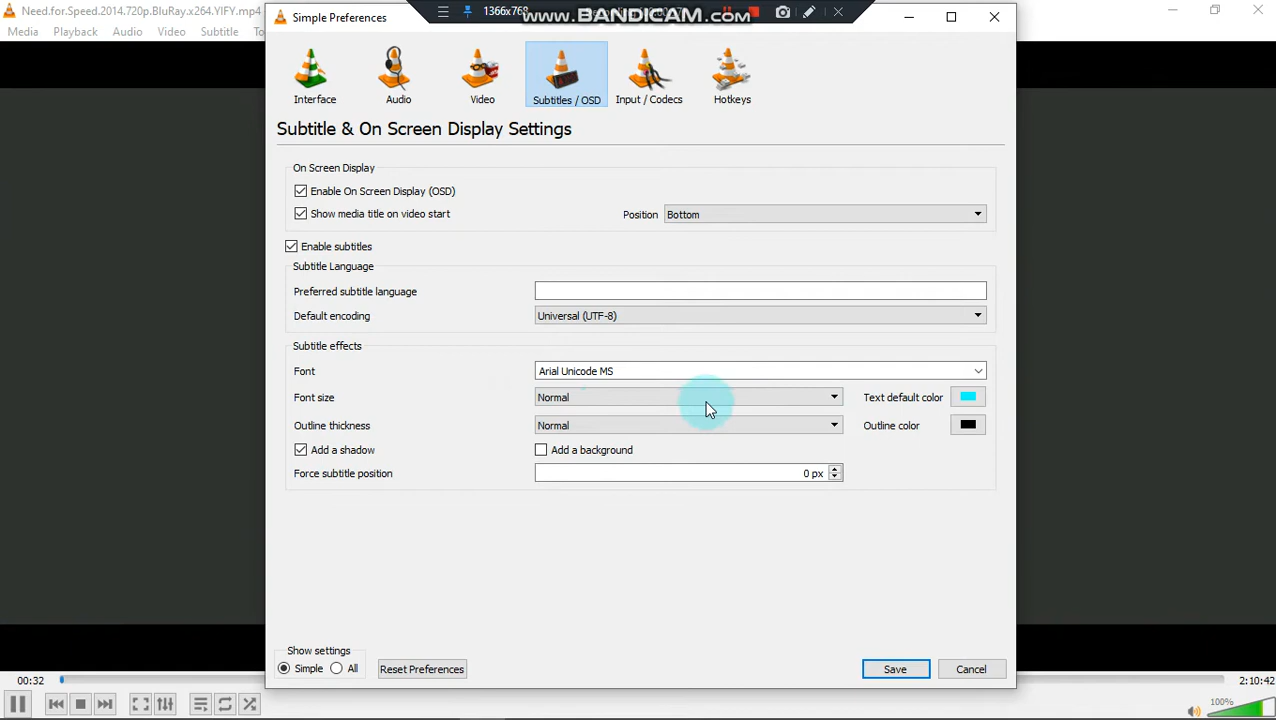 Need.for.Speed.2014.720p.BluRay.x264.YIFY.mp4
Simple Preferences
1366x768
www.BANDICAM.com
Media Playback Audio Video Subtitle
Interface
Audio
Video
Subtitles / OSD
Input / Codecs
Hotkeys
Subtitle & On Screen Display Settings
On Screen Display
Enable On Screen Display (OSD)
Show media title on video start
Position Bottom
Enable subtitles
Subtitle Language
Preferred subtitle language
Default encoding Universal (UTF-8)
Subtitle effects
Font Arial Unicode MS
Font size Normal Text default color
Outline thickness Normal Outline color
Add a shadow Add a background
Force subtitle position 0 px
Show settings
Simple All Reset Preferences Save Cancel
00:32 2:10:42
100%